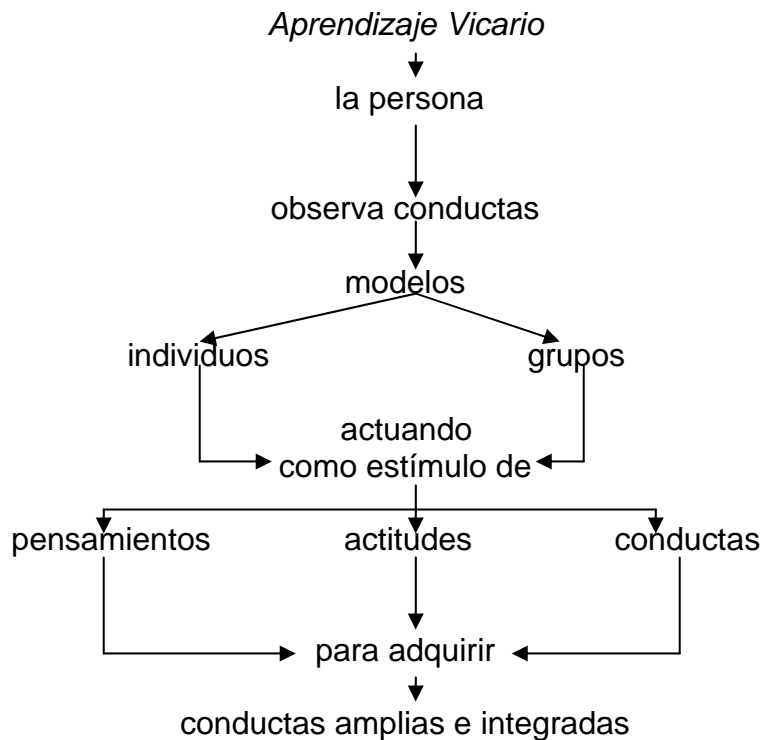 Aprendizaje Vicario
la persona
observa conductas
modelos
individuos
grupos
actuando
como estímulo de
pensamientos
actitudes
conductas
para adquirir
conductas amplias e integradas